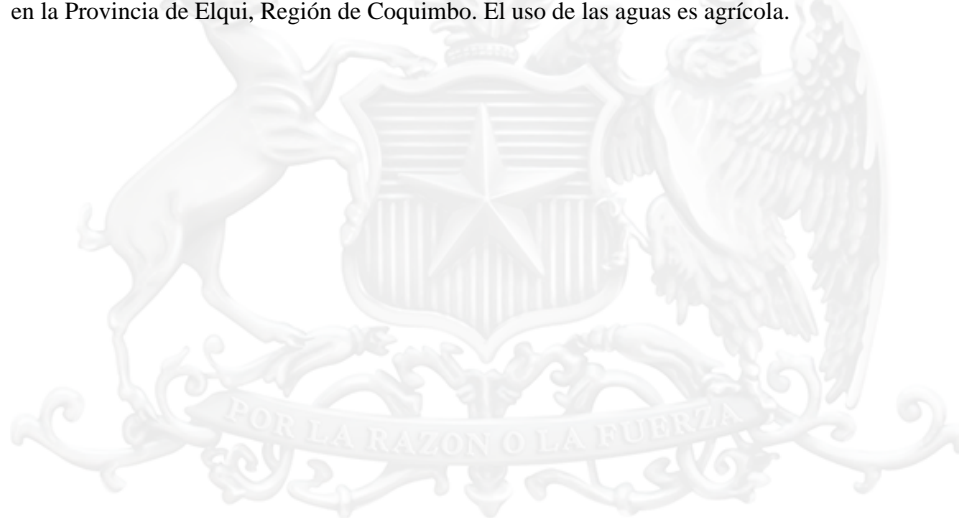 en la Provincia de Elqui, Región de Coquimbo. El uso de las aguas es agrícola.
POR LA RAZON O LA FUERZA